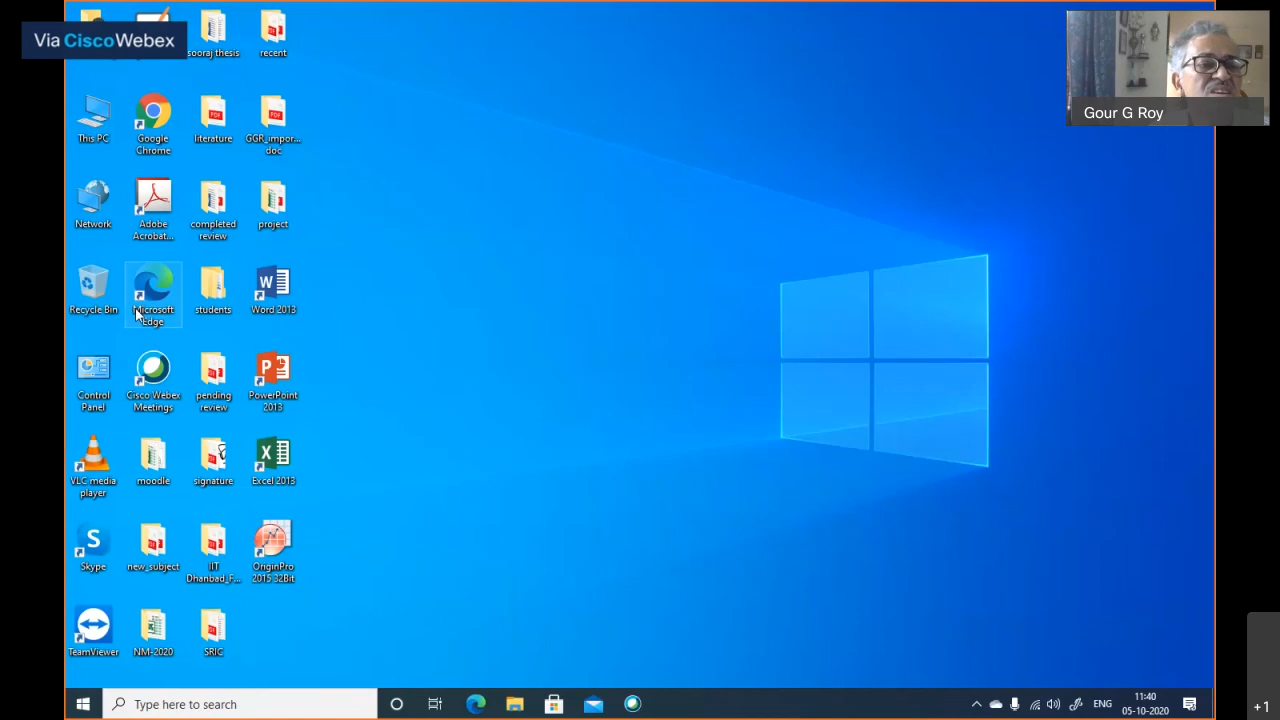 Via Cisco Webex
sooraj thesis
recent
This PC
Google
Chrome
literature
GGR_impor...
doc
Network
Adobe
Acrobat...
completed
review
project
Recycle Bin
Microsoft
Edge
students
Word 2013
Control
Panel
Cisco Webex
Meetings
pending
review
PowerPoint
2013
VLC media
player
moodle
signature
Excel 2013
Skype
new_subject
IIT
Dhanbad_F...
OriginPro
2015 32Bit
TeamViewer
NM-2020
SRIC
Gour G Roy
Type here to search
ENG
11:40
05-10-2020
+1